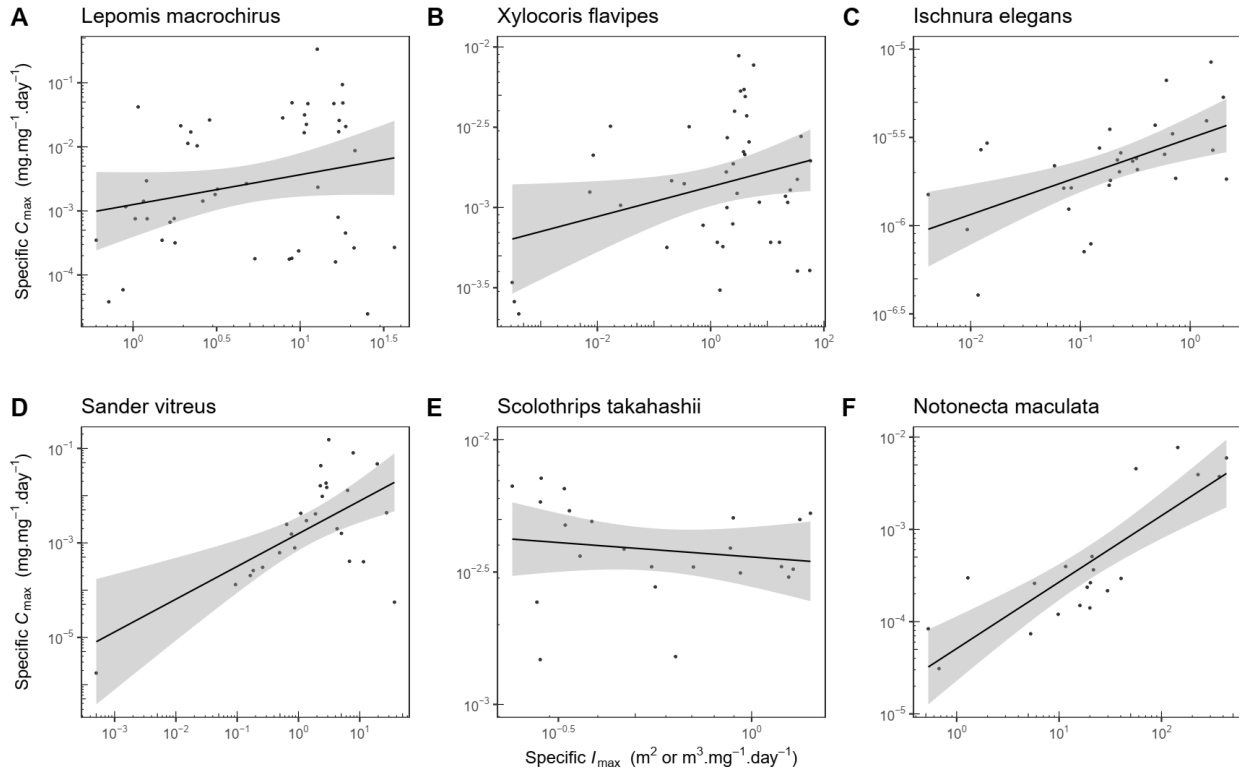 A Lepomis macrochirus
B Xylocoris flavipes
C Ischnura elegans
Specific Cmax (mg.mg⁻¹.day⁻¹)
10⁻¹
10⁻²
10⁻³
10⁻⁴
10⁰ 10⁰·⁵ 10¹ 10¹·⁵
10⁻²
10⁻²·⁵
10⁻³
10⁻³·⁵
10⁻² 10⁰ 10²
10⁻⁵
10⁻⁵·⁵
10⁻⁶
10⁻⁶·⁵
10⁻² 10⁻¹ 10⁰
D Sander vitreus
E Scolothrips takahashii
F Notonecta maculata
Specific Cmax (mg.mg⁻¹.day⁻¹)
10⁻¹
10⁻³
10⁻⁵
10⁻³ 10⁻² 10⁻¹ 10⁰ 10¹
10⁻²
10⁻²·⁵
10⁻³
10⁻⁰·⁵ 10⁰
10⁻²
10⁻³
10⁻⁴
10⁻⁵
10⁰ 10¹ 10²
Specific Imax (m² or m³.mg⁻¹.day⁻¹)